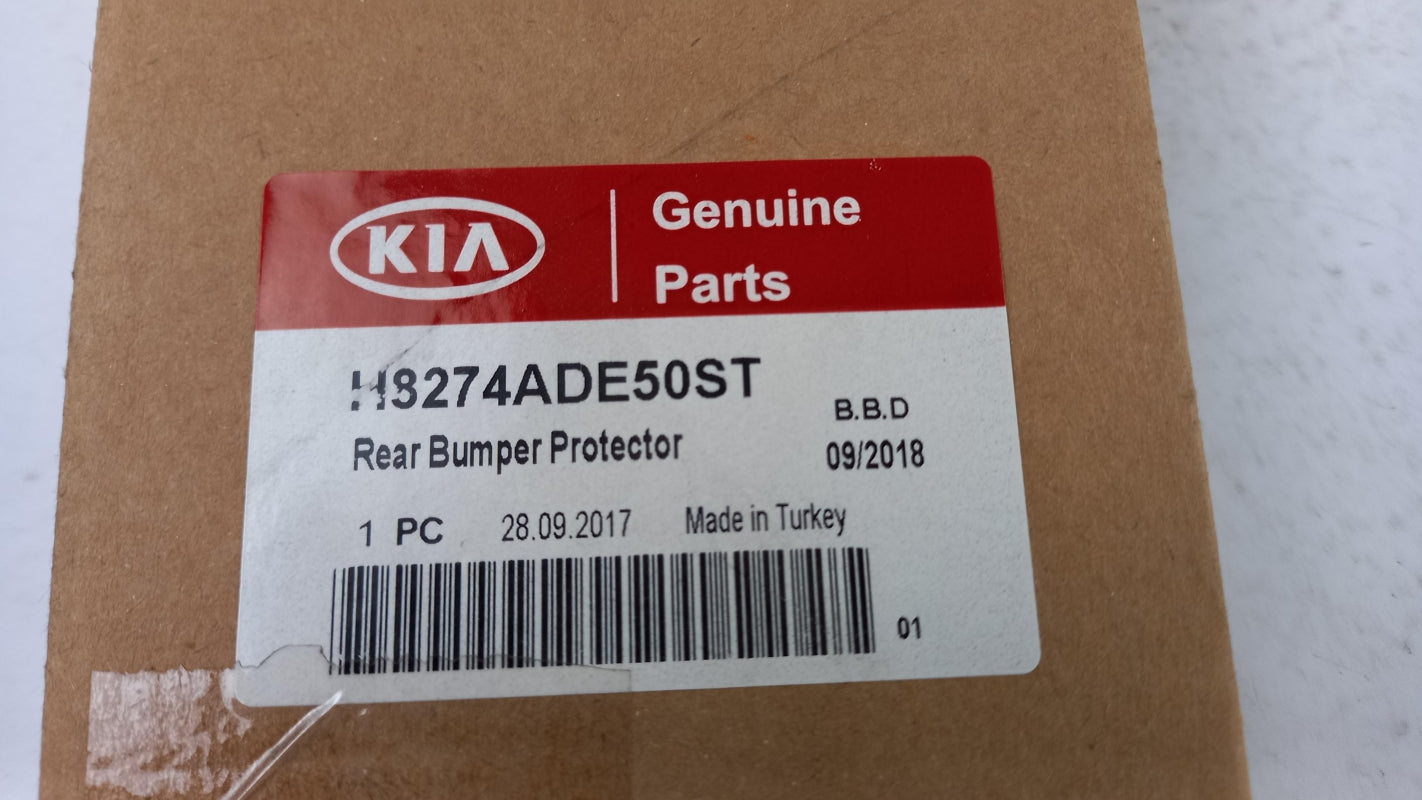 KIA
Genuine
Parts
H8274ADE50ST
Rear Bumper Protector
B.B.D
09/2018
1 PC 28.09.2017 Made in Turkey
01